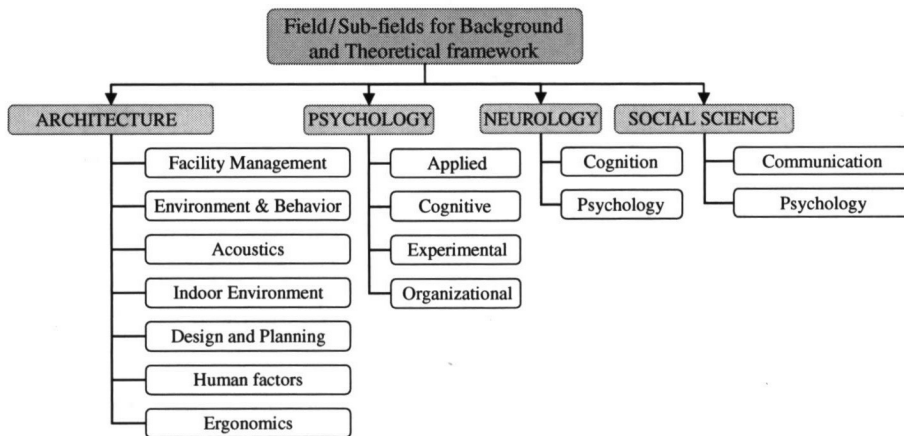 Field/Sub-fields for Background
and Theoretical framework
ARCHITECTURE
Facility Management
Environment & Behavior
Acoustics
Indoor Environment
Design and Planning
Human factors
Ergonomics
PSYCHOLOGY
Applied
Cognitive
Experimental
Organizational
NEUROLOGY
Cognition
Psychology
SOCIAL SCIENCE
Communication
Psychology